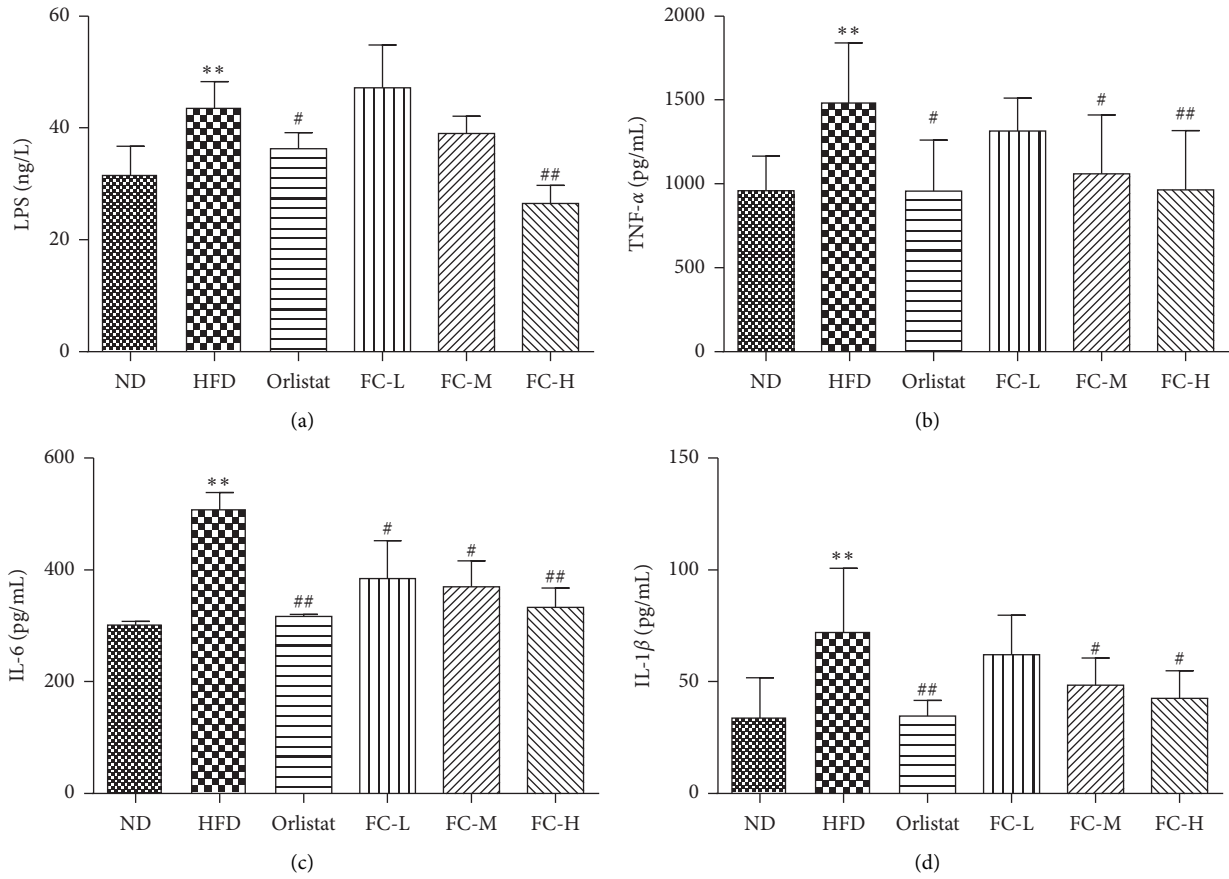 LPS (ng/L)
60
40
20
0
**
#
##
ND HFD Orlistat FC-L FC-M FC-H
(a)
TNF-α (pg/mL)
2000
1500
1000
500
0
**
#
#
##
ND HFD Orlistat FC-L FC-M FC-H
(b)
IL-6 (pg/mL)
600
400
200
0
**
##
#
#
##
ND HFD Orlistat FC-L FC-M FC-H
(c)
IL-1β (pg/mL)
150
100
50
0
**
##
#
#
ND HFD Orlistat FC-L FC-M FC-H
(d)